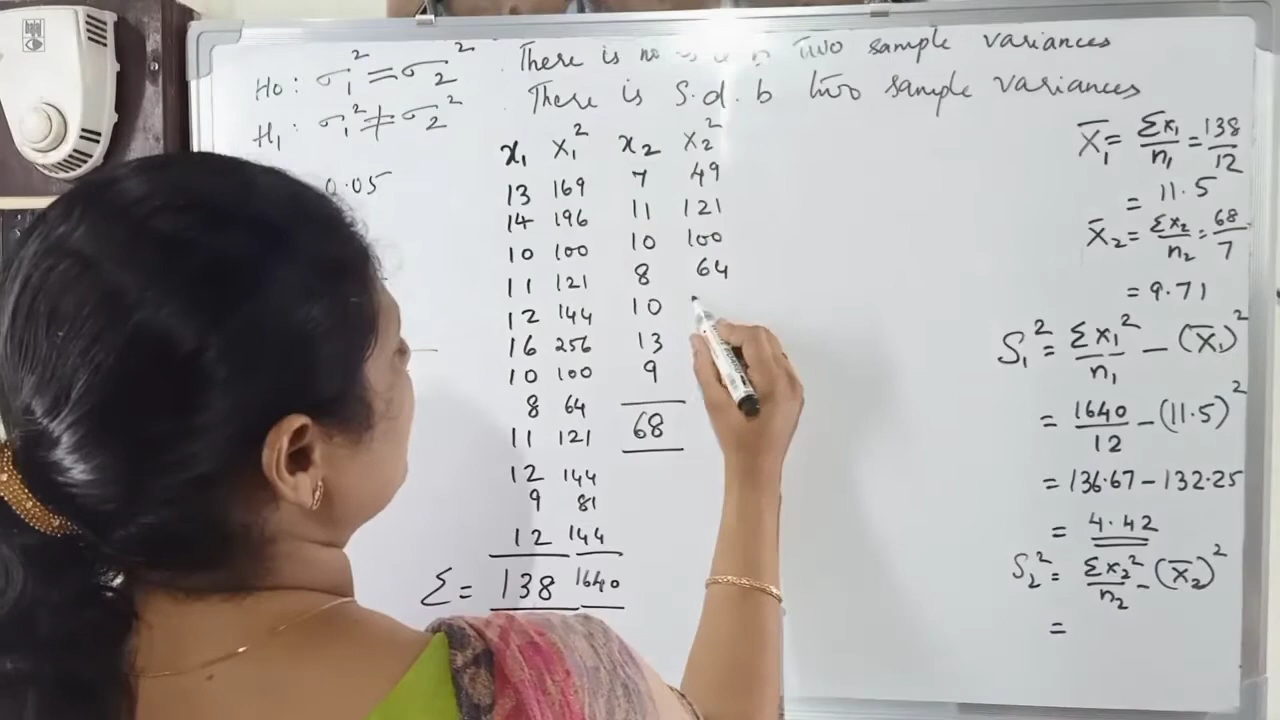 bajaj
H₀ : σ₁² = σ₂² . There is no two sample variances
H₁ : σ₁² ≠ σ₂² . There is S.d.b two sample variances
0.05
x₁ x₁² x₂ x₂²
13 169 7 49
14 196 11 121
10 100 10 100
11 121 8 64
12 144 10
16 256 13
10 100 9
8 64
11 121 68
12 144
9 81
12 144
Σ = 138 1640
X̄₁ = Σx₁/n₁ = 138/12
= 11.5
X̄₂ = Σx₂/n₂ = 68/7
= 9.71
S₁² = Σx₁²/n₁ – (X̄₁)²
= 1640/12 – (11.5)²
= 136.67 – 132.25
= 4.42
S₂² = Σx₂²/n₂ – (X̄₂)²
=